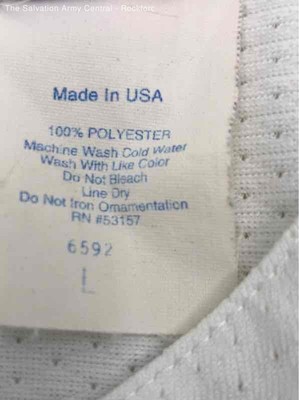 The Salvation Army Central - Rockford
Made In USA
100% POLYESTER
Machine Wash Cold Water
Wash With Like Color
Do Not Bleach
Line Dry
Do Not Iron Ornamentation
RN #53157
6592
L